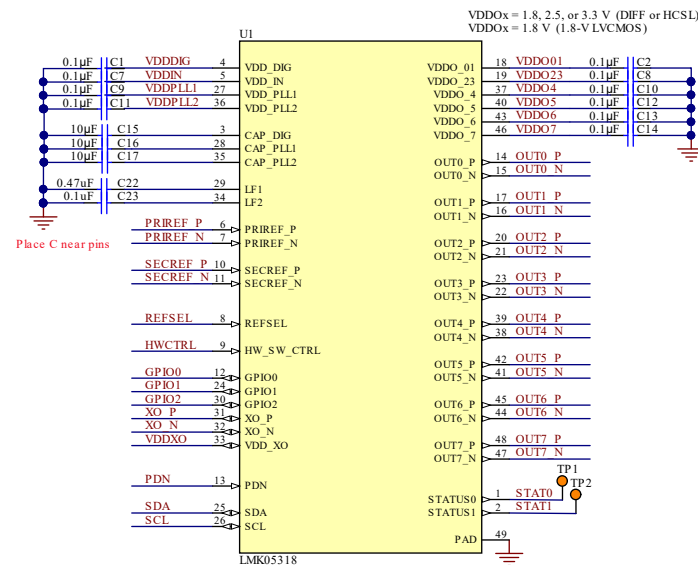 VDDOx = 1.8, 2.5, or 3.3 V (DIFF or HCSL)
VDDOx = 1.8 V (1.8-V LVCMOS)
U1
0.1µF C1 VDDDIG 4 VDD_DIG
0.1µF C7 VDDIN 5 VDD_IN
0.1µF C9 VDDPLL1 27 VDD_PLL1
0.1µF C11 VDDPLL2 36 VDD_PLL2
10µF C15 3 CAP_DIG
10µF C16 28 CAP_PLL1
10µF C17 35 CAP_PLL2
0.47uF C22 29 LF1
0.1uF C23 34 LF2
Place C near pins
PRIREF_P 6 PRIREF_P
PRIREF_N 7 PRIREF_N
SECREF_P 10 SECREF_P
SECREF_N 11 SECREF_N
REFSEL 8 REFSEL
HWCTRL 9 HW_SW_CTRL
GPIO0 12 GPIO0
GPIO1 24 GPIO1
GPIO2 30 GPIO2
XO_P 31 XO_P
XO_N 32 XO_N
VDDXO 33 VDD_XO
PDN 13 PDN
SDA 25 SDA
SCL 26 SCL
VDDO_01 18 VDDO01 0.1µF C2
VDDO_23 19 VDDO23 0.1µF C8
VDDO_4 37 VDDO4 0.1µF C10
VDDO_5 40 VDDO5 0.1µF C12
VDDO_6 43 VDDO6 0.1µF C13
VDDO_7 46 VDDO7 0.1µF C14
OUT0_P 14 OUT0_P
OUT0_N 15 OUT0_N
OUT1_P 17 OUT1_P
OUT1_N 16 OUT1_N
OUT2_P 20 OUT2_P
OUT2_N 21 OUT2_N
OUT3_P 23 OUT3_P
OUT3_N 22 OUT3_N
OUT4_P 39 OUT4_P
OUT4_N 38 OUT4_N
OUT5_P 42 OUT5_P
OUT5_N 41 OUT5_N
OUT6_P 45 OUT6_P
OUT6_N 44 OUT6_N
OUT7_P 48 OUT7_P
OUT7_N 47 OUT7_N
TP1
TP2
STATUS0 1 STAT0
STATUS1 2 STAT1
PAD 49
LMK05318